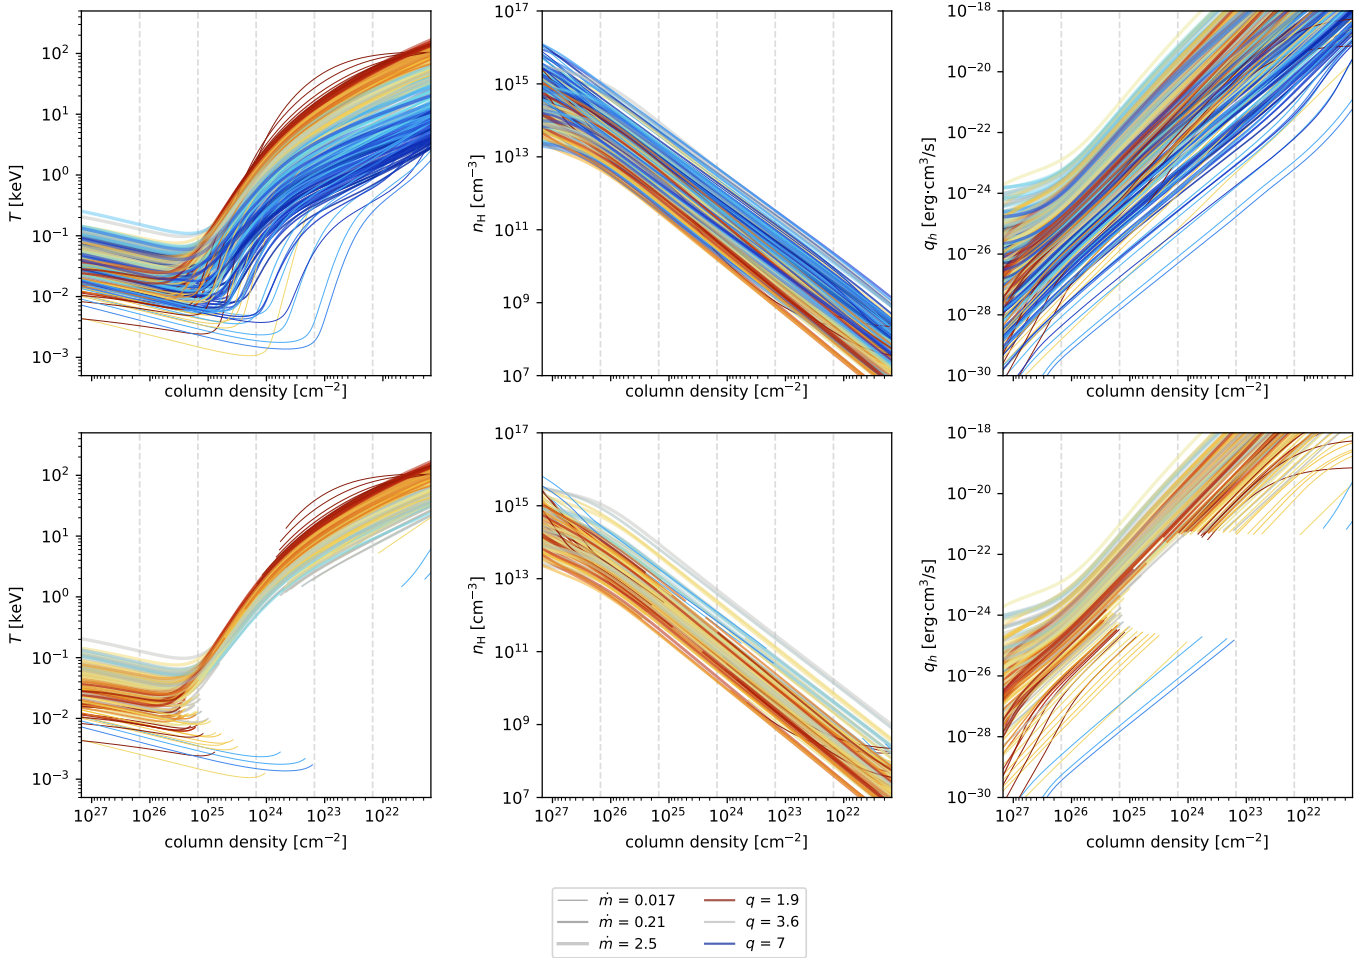 10² 10¹ 10⁰ 10⁻¹ 10⁻² 10⁻³
T [keV]
column density [cm⁻²]
10¹⁷ 10¹⁵ 10¹³ 10¹¹ 10⁹ 10⁷
n_H [cm⁻³]
column density [cm⁻²]
10⁻¹⁸ 10⁻²⁰ 10⁻²² 10⁻²⁴ 10⁻²⁶ 10⁻²⁸ 10⁻³⁰
q_h [erg·cm³/s]
column density [cm⁻²]
10² 10¹ 10⁰ 10⁻¹ 10⁻² 10⁻³
T [keV]
10²⁷ 10²⁶ 10²⁵ 10²⁴ 10²³ 10²²
column density [cm⁻²]
10¹⁷ 10¹⁵ 10¹³ 10¹¹ 10⁹ 10⁷
n_H [cm⁻³]
10²⁷ 10²⁶ 10²⁵ 10²⁴ 10²³ 10²²
column density [cm⁻²]
10⁻¹⁸ 10⁻²⁰ 10⁻²² 10⁻²⁴ 10⁻²⁶ 10⁻²⁸ 10⁻³⁰
q_h [erg·cm³/s]
10²⁷ 10²⁶ 10²⁵ 10²⁴ 10²³ 10²²
column density [cm⁻²]
ṁ = 0.017 q = 1.9
ṁ = 0.21 q = 3.6
ṁ = 2.5 q = 7